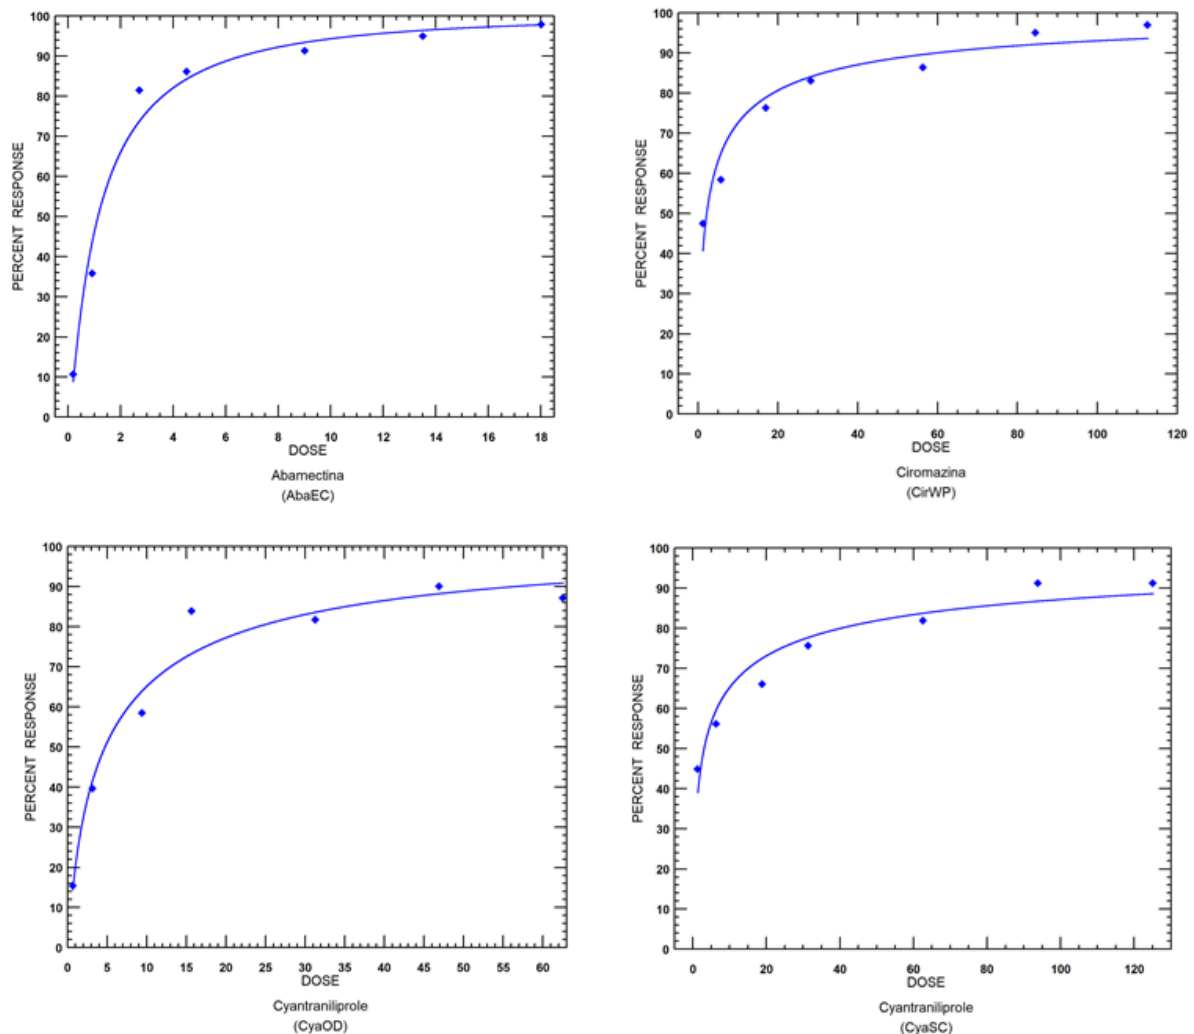 100
90
80
70
60
50
40
30
20
10
0
PERCENT RESPONSE
0 2 4 6 8 10 12 14 16 18
DOSE
Abamectina
(AbaEC)
100
90
80
70
60
50
40
30
20
10
0
PERCENT RESPONSE
0 20 40 60 80 100 120
DOSE
Ciromazina
(CirWP)
100
90
80
70
60
50
40
30
20
10
0
PERCENT RESPONSE
0 5 10 15 20 25 30 35 40 45 50 55 60
DOSE
Cyantraniliprole
(CyaOD)
100
90
80
70
60
50
40
30
20
10
0
PERCENT RESPONSE
0 20 40 60 80 100 120
DOSE
Cyantraniliprole
(CyaSC)